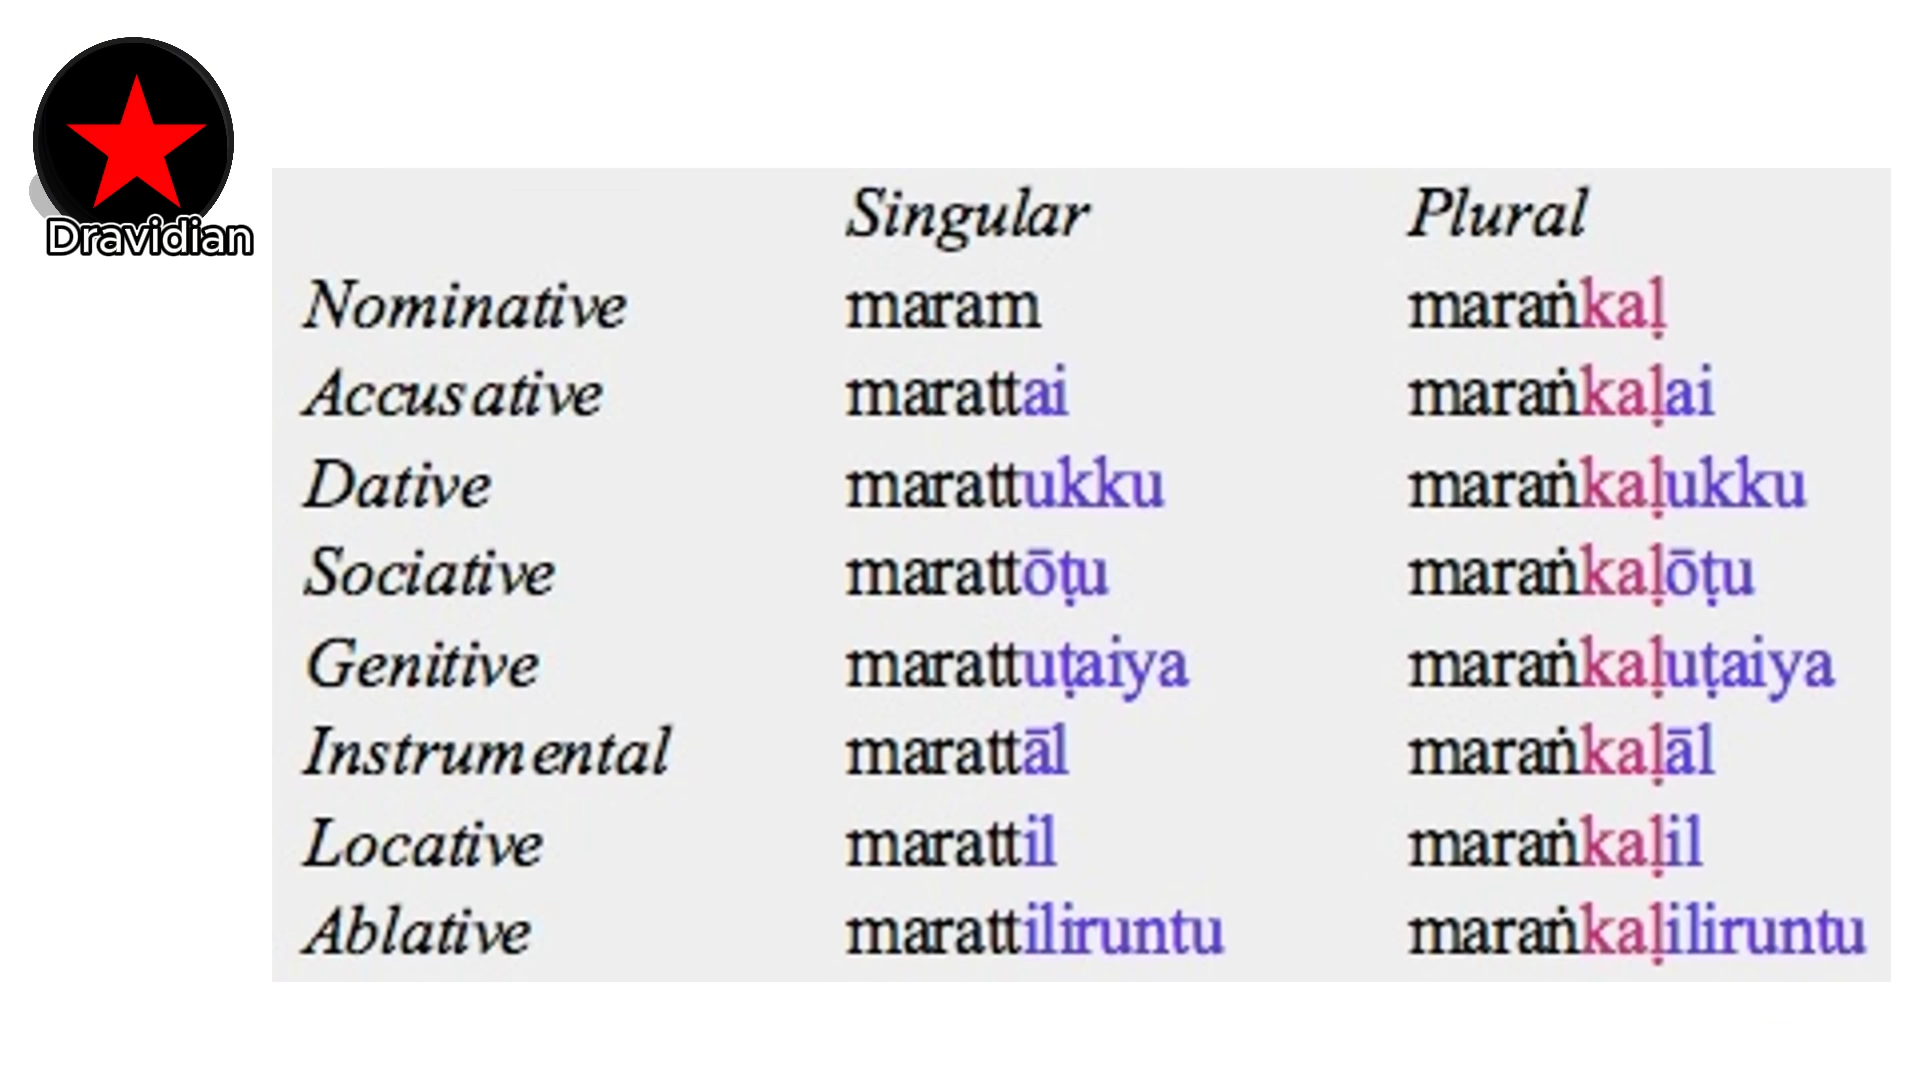 Dravidian
Singular Plural
Nominative maram maraṅkaḷ
Accusative marattai maraṅkaḷai
Dative marattukku maraṅkaḷukku
Sociative marattōṭu maraṅkaḷōṭu
Genitive marattuṭaiya maraṅkaḷuṭaiya
Instrumental marattāl maraṅkaḷāl
Locative marattil maraṅkaḷil
Ablative marattiliruntu maraṅkaḷiliruntu